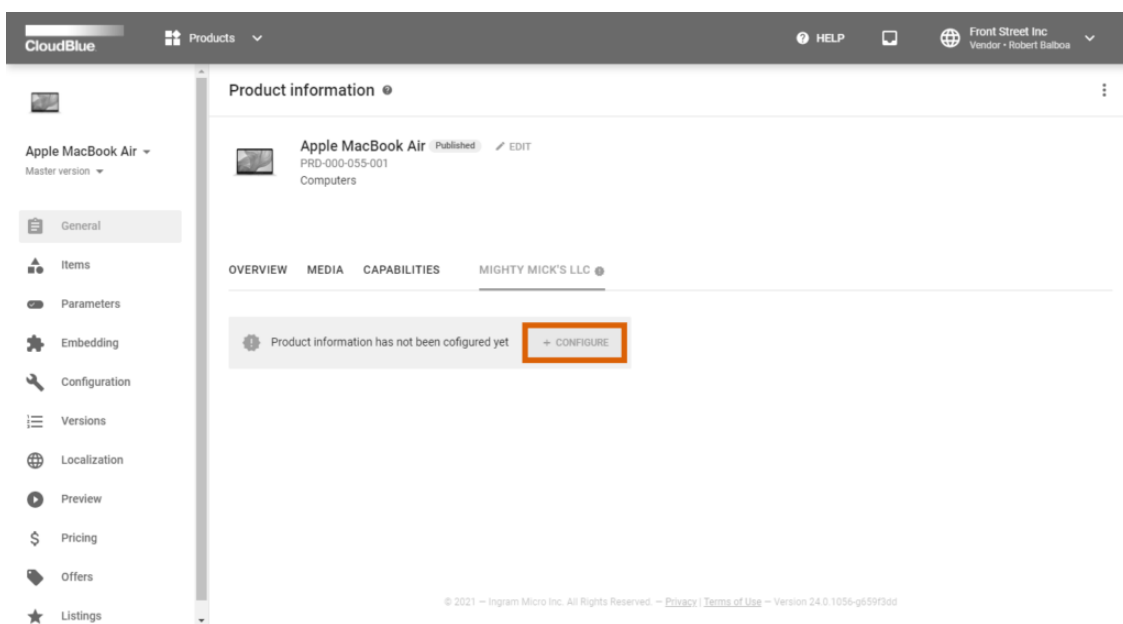 CloudBlue
Products
HELP
Front Street Inc
Vendor • Robert Balboa
Product information
Apple MacBook Air
Master version
Apple MacBook Air Published EDIT
PRD-000-055-001
Computers
General
Items
Parameters
Embedding
Configuration
Versions
Localization
Preview
Pricing
Offers
Listings
OVERVIEW MEDIA CAPABILITIES MIGHTY MICK'S LLC
Product information has not been cofigured yet + CONFIGURE
© 2021 — Ingram Micro Inc. All Rights Reserved. — Privacy | Terms of Use — Version 24.0.1056-g659f3dd